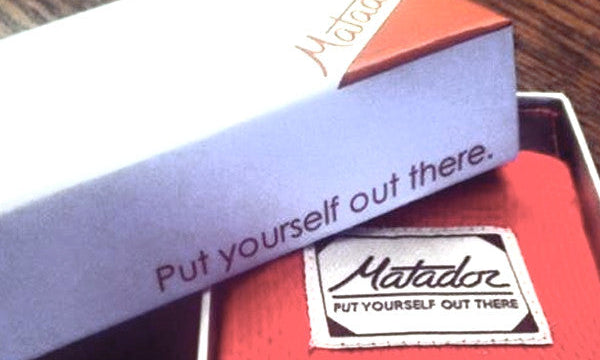 Matador
Put yourself out there.
Matador
PUT YOURSELF OUT THERE